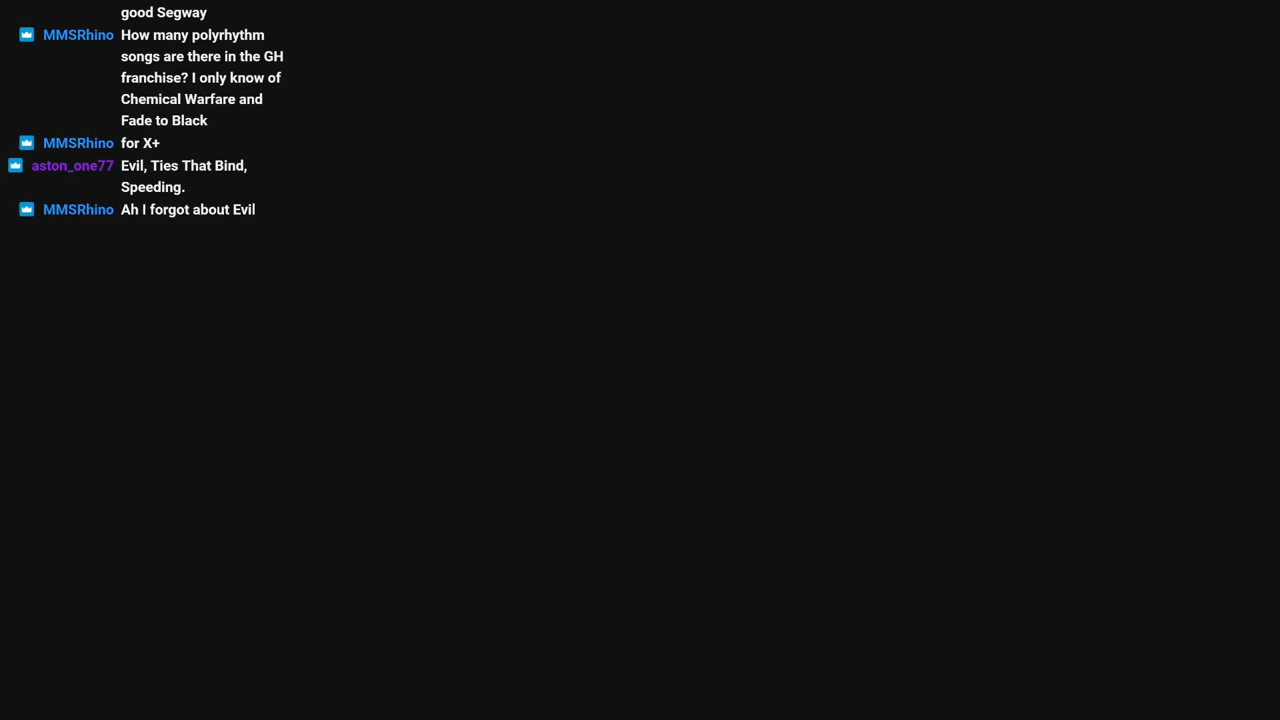 good Segway
MMSRhino How many polyrhythm
songs are there in the GH
franchise? I only know of
Chemical Warfare and
Fade to Black
MMSRhino for X+
aston_one77 Evil, Ties That Bind,
Speeding.
MMSRhino Ah I forgot about Evil